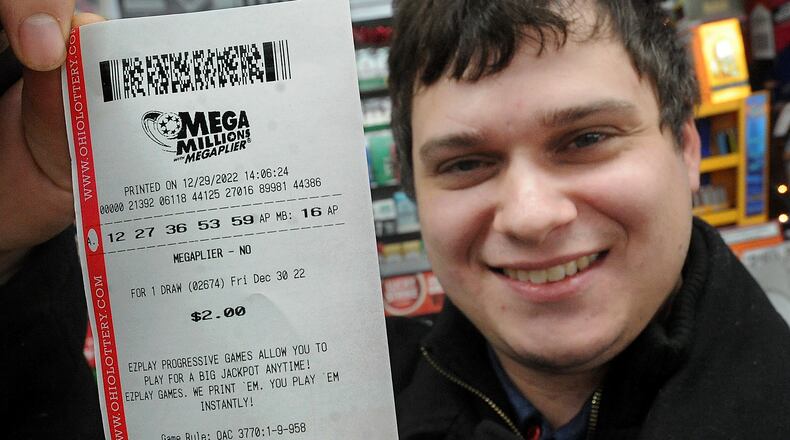 MEGA
MILLIONS
WITH MEGAPLIER®
PRINTED ON 12/29/2022 14:06:24
00000 21392 06118 44125 27016 89981 44386
A. 12 27 36 53 59 AP MB: 16 AP
MEGAPLIER - NO
FOR 1 DRAW (02674) Fri Dec 30 22
$2.00
EZPLAY PROGRESSIVE GAMES ALLOW YOU TO
PLAY FOR A BIG JACKPOT ANYTIME!
EZPLAY GAMES. WE PRINT `EM. YOU PLAY `EM
INSTANTLY!
Game Rule: OAC 3770:1-9-958
WWW.OHIOLOTTERY.COM
WWW.OHIOLOTTERY.COM